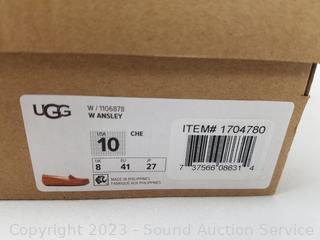 UGG
W / 1106878
W ANSLEY
USA
10
CHE
UK
8
EU
41
JP
27
MADE IN PHILIPPINES
FABRIQUÉ AUX PHILIPPINES
ITEM# 1704780
7 37566 08631 4
Copyright 2023 - Sound Auction Service